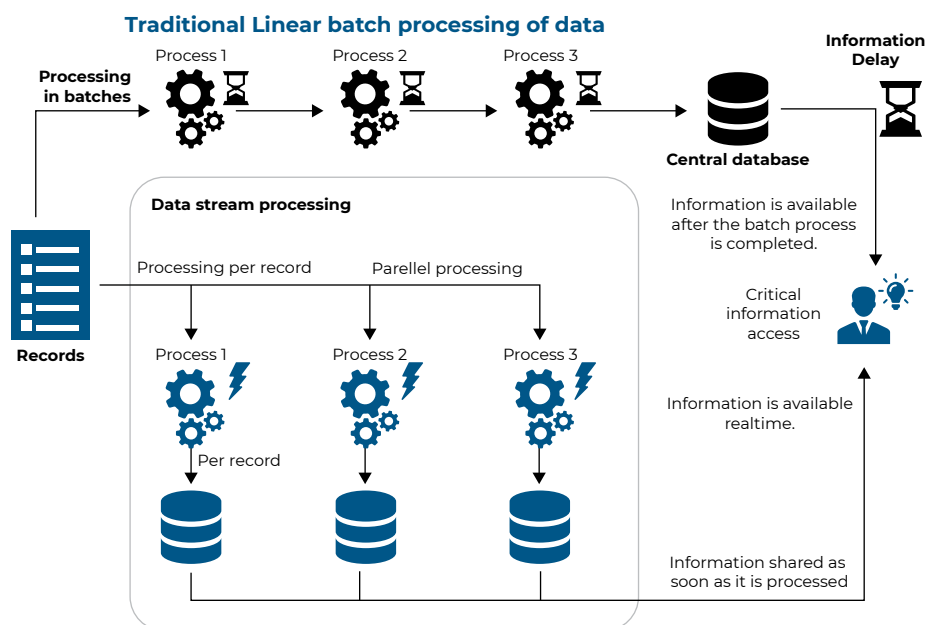 Traditional Linear batch processing of data
Process 1
Process 2
Process 3
Information
Delay
Processing
in batches
Central database
Data stream processing
Information is available
after the batch process
is completed.
Processing per record
Parellel processing
Critical
information
access
Records
Process 1
Process 2
Process 3
Information is available
realtime.
Per record
Information shared as
soon as it is processed